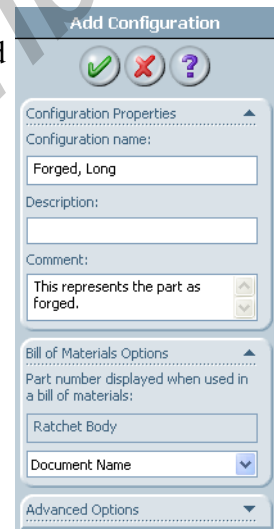 Add Configuration
Configuration Properties
Configuration name:
Forged, Long
Description:
Comment:
This represents the part as
forged.
Bill of Materials Options
Part number displayed when used in
a bill of materials:
Ratchet Body
Document Name
Advanced Options